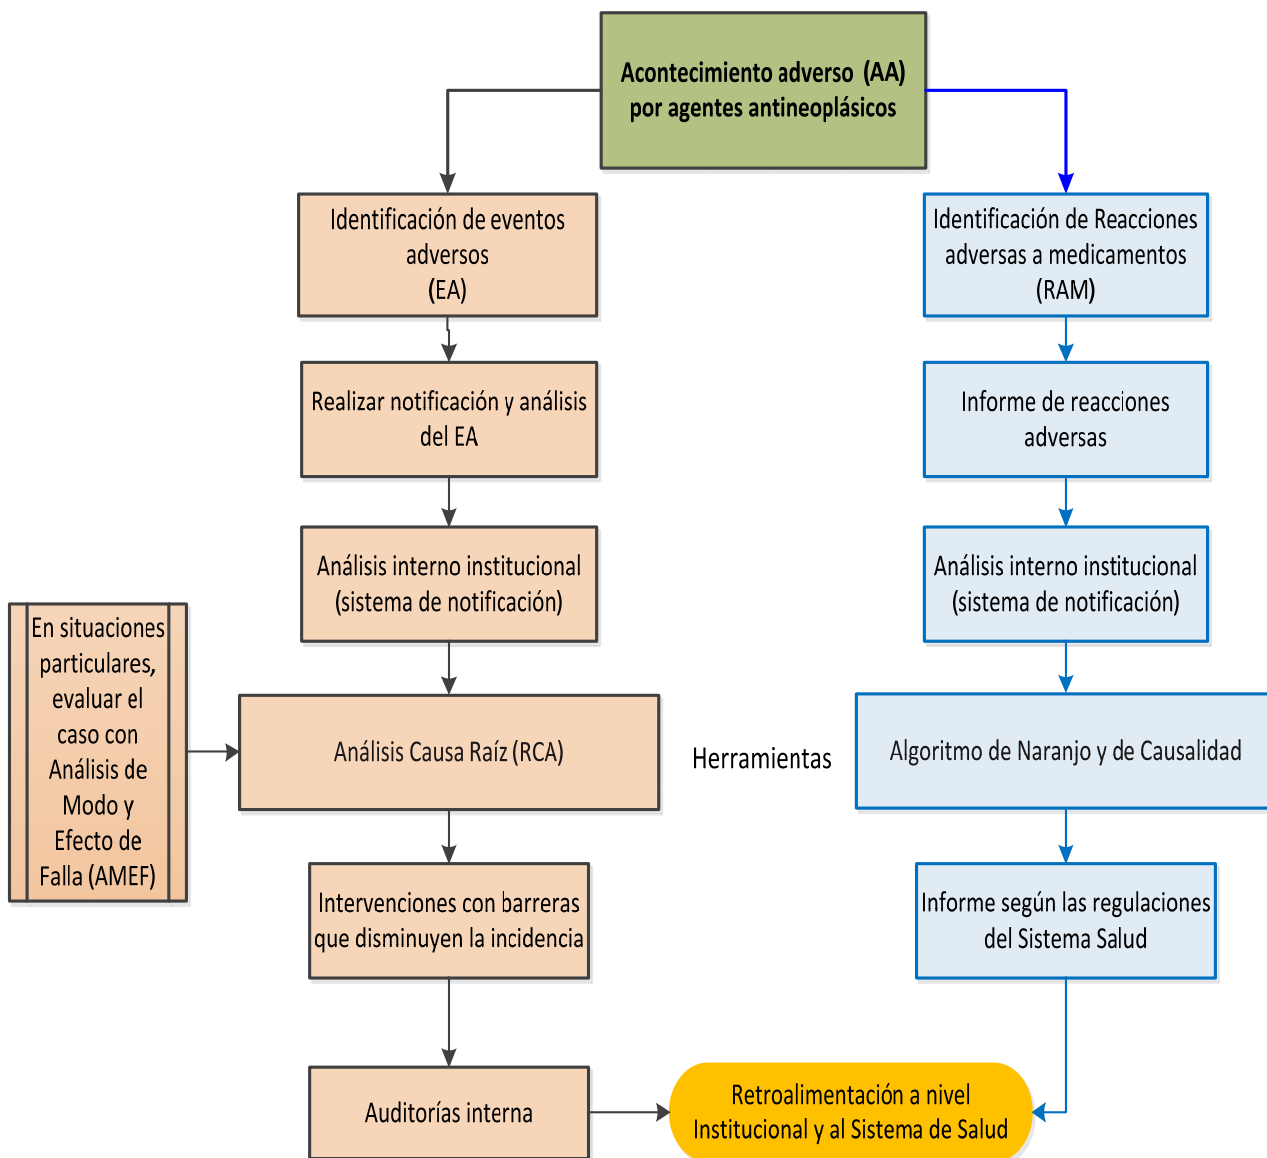 Acontecimiento adverso (AA)
por agentes antineoplásicos
Identificación de eventos
adversos
(EA)
Identificación de Reacciones
adversas a medicamentos
(RAM)
Realizar notificación y análisis
del EA
Informe de reacciones
adversas
Análisis interno institucional
(sistema de notificación)
Análisis interno institucional
(sistema de notificación)
En situaciones
particulares,
evaluar el
caso con
Análisis de
Modo y
Efecto de
Falla (AMEF)
Análisis Causa Raíz (RCA)
Herramientas
Algoritmo de Naranjo y de Causalidad
Intervenciones con barreras
que disminuyen la incidencia
Informe según las regulaciones
del Sistema Salud
Auditorías interna
Retroalimentación a nivel
Institucional y al Sistema de Salud